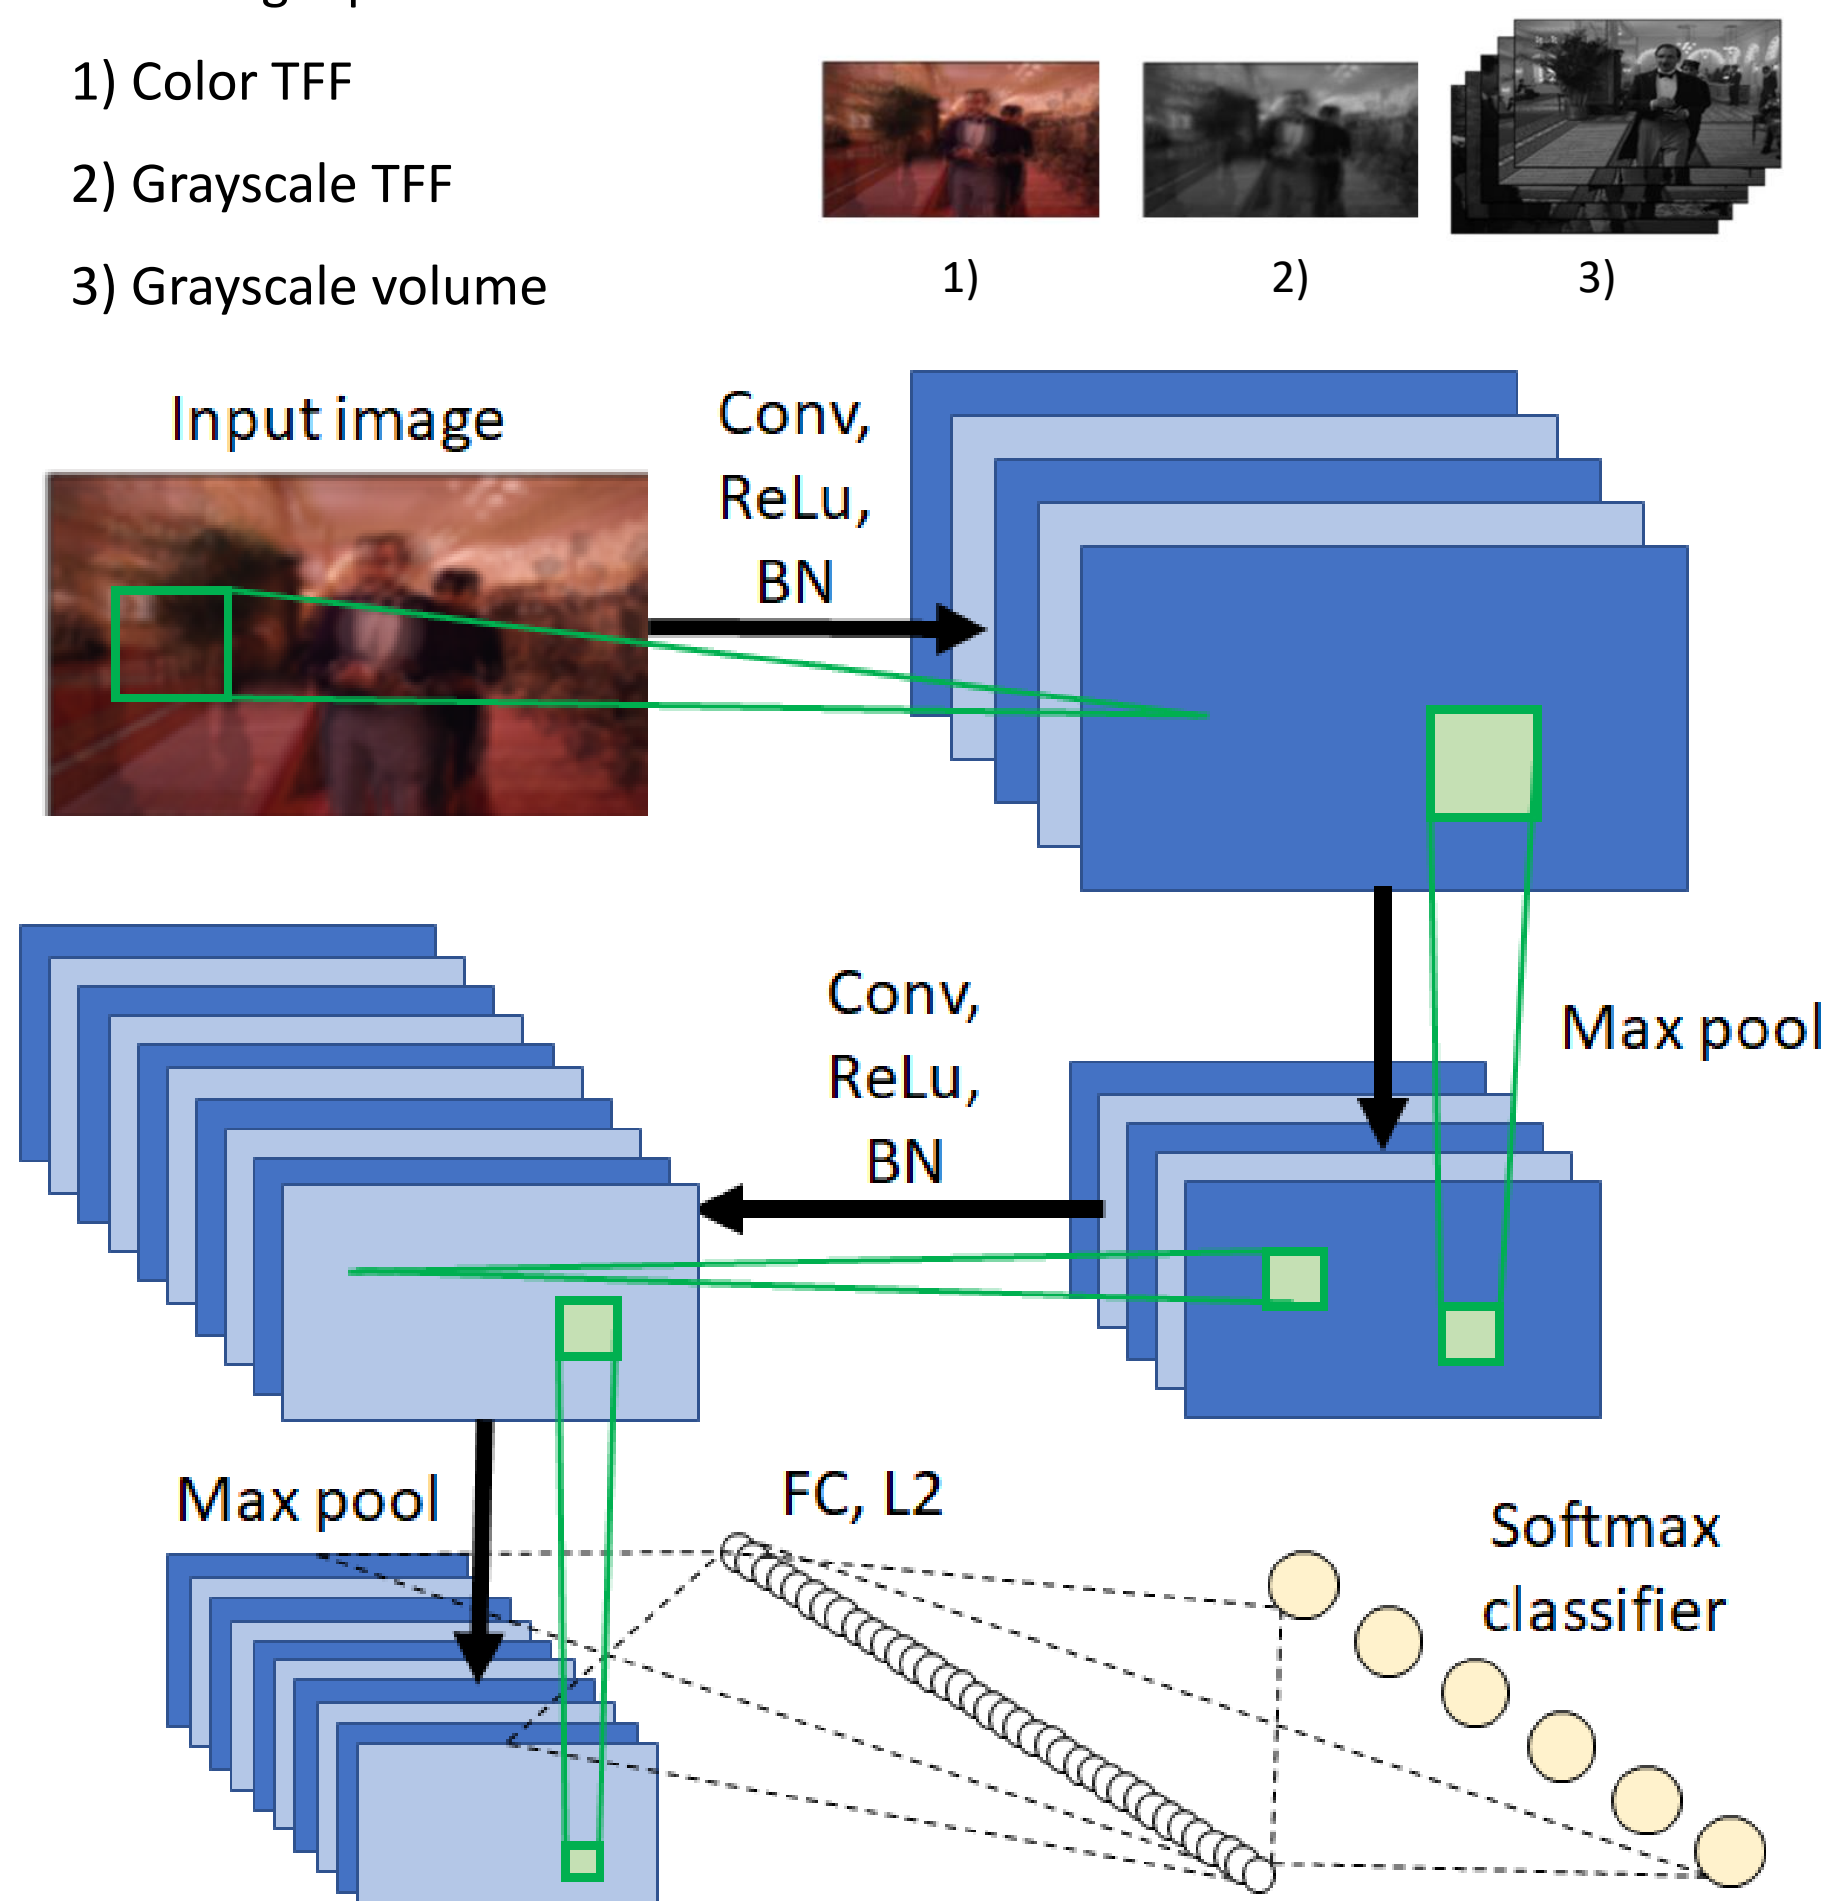 1) Color TFF
2) Grayscale TFF
3) Grayscale volume
1)
2)
3)
Input image
Conv,
ReLu,
BN
Max pool
Conv,
ReLu,
BN
Max pool
FC, L2
Softmax
classifier